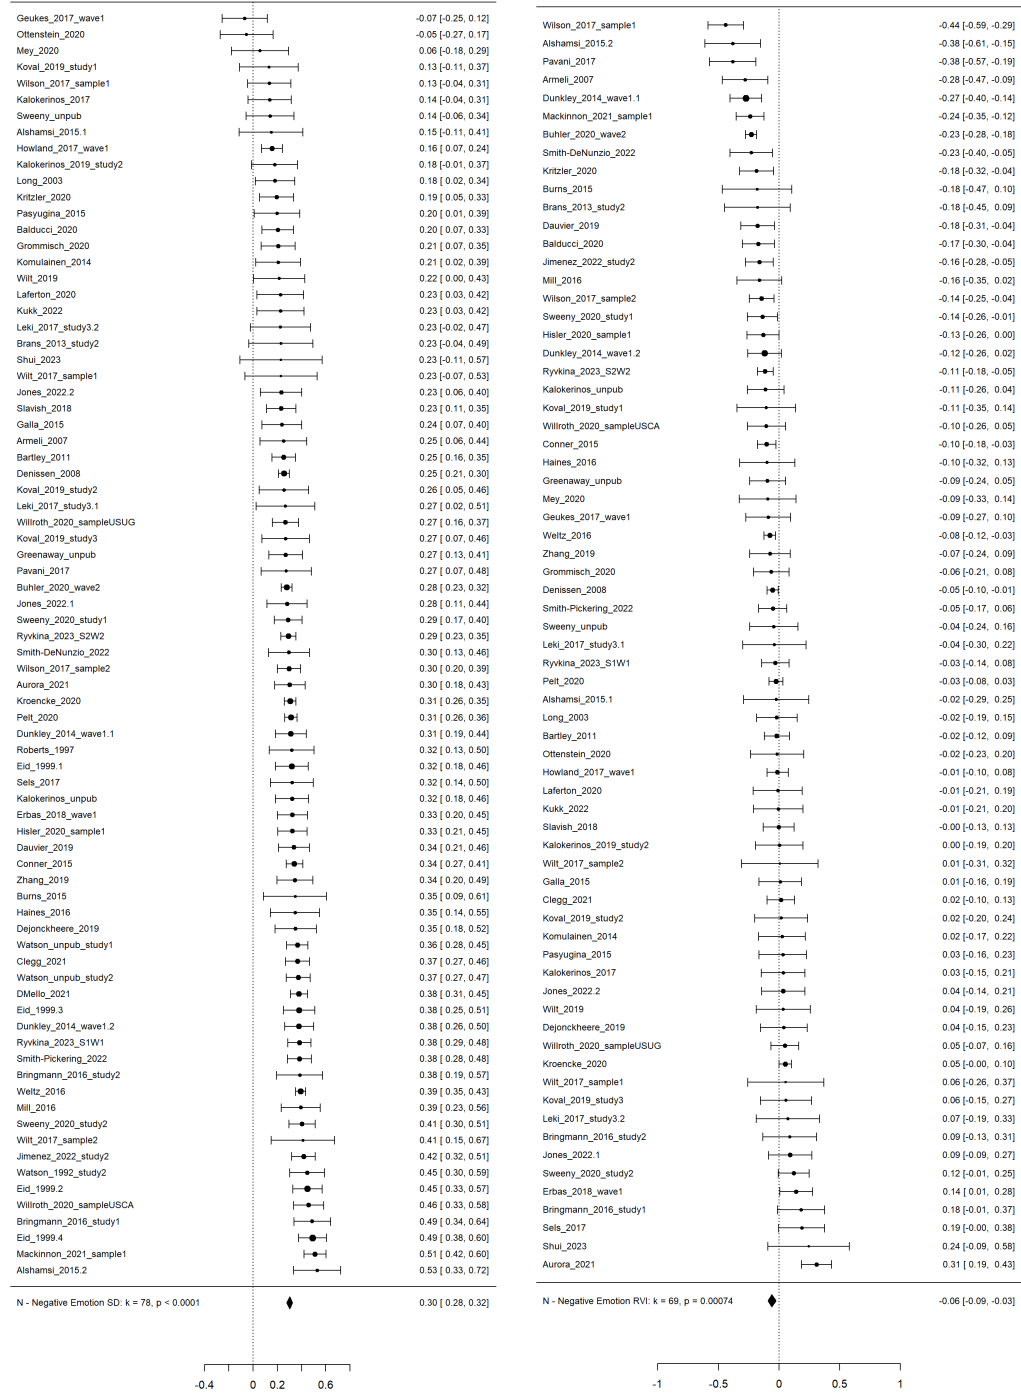 Geukes_2017_wave1 -0.07 [-0.25, 0.12]
Ottenstein_2020 -0.05 [-0.27, 0.17]
Mey_2020 0.06 [-0.18, 0.29]
Koval_2019_study1 0.13 [-0.11, 0.37]
Wilson_2017_sample1 0.13 [-0.04, 0.31]
Kalokerinos_2017 0.14 [-0.04, 0.31]
Sweeny_unpub 0.14 [-0.06, 0.34]
Alshamsi_2015.1 0.15 [-0.11, 0.41]
Howland_2017_wave1 0.16 [ 0.07, 0.24]
Kalokerinos_2019_study2 0.18 [-0.01, 0.37]
Long_2003 0.18 [ 0.02, 0.34]
Kritzler_2020 0.19 [ 0.05, 0.33]
Pasyugina_2015 0.20 [ 0.01, 0.39]
Balducci_2020 0.20 [ 0.07, 0.33]
Grommisch_2020 0.21 [ 0.07, 0.35]
Komulainen_2014 0.21 [ 0.02, 0.39]
Wilt_2019 0.22 [ 0.00, 0.43]
Laferton_2020 0.23 [ 0.03, 0.42]
Kukk_2022 0.23 [ 0.03, 0.42]
Leki_2017_study3.2 0.23 [-0.02, 0.47]
Brans_2013_study2 0.23 [-0.04, 0.49]
Shui_2023 0.23 [-0.11, 0.57]
Wilt_2017_sample1 0.23 [-0.07, 0.53]
Jones_2022.2 0.23 [ 0.06, 0.40]
Slavish_2018 0.23 [ 0.11, 0.35]
Galla_2015 0.24 [ 0.07, 0.40]
Armeli_2007 0.25 [ 0.06, 0.44]
Bartley_2011 0.25 [ 0.16, 0.35]
Denissen_2008 0.25 [ 0.21, 0.30]
Koval_2019_study2 0.26 [ 0.05, 0.46]
Leki_2017_study3.1 0.27 [ 0.02, 0.51]
Willroth_2020_sampleUSUG 0.27 [ 0.16, 0.37]
Koval_2019_study3 0.27 [ 0.07, 0.46]
Greenaway_unpub 0.27 [ 0.13, 0.41]
Pavani_2017 0.27 [ 0.07, 0.48]
Buhler_2020_wave2 0.28 [ 0.23, 0.32]
Jones_2022.1 0.28 [ 0.11, 0.44]
Sweeny_2020_study1 0.29 [ 0.17, 0.40]
Ryvkina_2023_S2W2 0.29 [ 0.23, 0.35]
Smith-DeNunzio_2022 0.30 [ 0.13, 0.46]
Wilson_2017_sample2 0.30 [ 0.20, 0.39]
Aurora_2021 0.30 [ 0.18, 0.43]
Kroencke_2020 0.31 [ 0.26, 0.35]
Pelt_2020 0.31 [ 0.26, 0.36]
Dunkley_2014_wave1.1 0.31 [ 0.19, 0.44]
Roberts_1997 0.32 [ 0.13, 0.50]
Eid_1999.1 0.32 [ 0.18, 0.46]
Sels_2017 0.32 [ 0.14, 0.50]
Kalokerinos_unpub 0.32 [ 0.18, 0.46]
Erbas_2018_wave1 0.33 [ 0.20, 0.45]
Hisler_2020_sample1 0.33 [ 0.21, 0.45]
Dauvier_2019 0.34 [ 0.21, 0.46]
Conner_2015 0.34 [ 0.27, 0.41]
Zhang_2019 0.34 [ 0.20, 0.49]
Burns_2015 0.35 [ 0.09, 0.61]
Haines_2016 0.35 [ 0.14, 0.55]
Dejonckheere_2019 0.35 [ 0.18, 0.52]
Watson_unpub_study1 0.36 [ 0.28, 0.45]
Clegg_2021 0.37 [ 0.27, 0.46]
Watson_unpub_study2 0.37 [ 0.27, 0.47]
DMello_2021 0.38 [ 0.31, 0.45]
Eid_1999.3 0.38 [ 0.25, 0.51]
Dunkley_2014_wave1.2 0.38 [ 0.26, 0.50]
Ryvkina_2023_S1W1 0.38 [ 0.29, 0.48]
Smith-Pickering_2022 0.38 [ 0.28, 0.48]
Bringmann_2016_study2 0.38 [ 0.19, 0.57]
Weltz_2016 0.39 [ 0.35, 0.43]
Mill_2016 0.39 [ 0.23, 0.56]
Sweeny_2020_study2 0.41 [ 0.30, 0.51]
Wilt_2017_sample2 0.41 [ 0.15, 0.67]
Jimenez_2022_study2 0.42 [ 0.32, 0.51]
Watson_1992_study2 0.45 [ 0.30, 0.59]
Eid_1999.2 0.45 [ 0.33, 0.57]
Willroth_2020_sampleUSCA 0.46 [ 0.33, 0.58]
Bringmann_2016_study1 0.49 [ 0.34, 0.64]
Eid_1999.4 0.49 [ 0.38, 0.60]
Mackinnon_2021_sample1 0.51 [ 0.42, 0.60]
Alshamsi_2015.2 0.53 [ 0.33, 0.72]
N - Negative Emotion SD: k = 78, p < 0.0001 0.30 [ 0.28, 0.32]
-0.4 0 0.2 0.6
Wilson_2017_sample1 -0.44 [-0.59, -0.29]
Alshamsi_2015.2 -0.38 [-0.61, -0.15]
Pavani_2017 -0.38 [-0.57, -0.19]
Armeli_2007 -0.28 [-0.47, -0.09]
Dunkley_2014_wave1.1 -0.27 [-0.40, -0.14]
Mackinnon_2021_sample1 -0.24 [-0.35, -0.12]
Buhler_2020_wave2 -0.23 [-0.28, -0.18]
Smith-DeNunzio_2022 -0.23 [-0.40, -0.05]
Kritzler_2020 -0.18 [-0.32, -0.04]
Burns_2015 -0.18 [-0.47, 0.10]
Brans_2013_study2 -0.18 [-0.45, 0.09]
Dauvier_2019 -0.18 [-0.31, -0.04]
Balducci_2020 -0.17 [-0.30, -0.04]
Jimenez_2022_study2 -0.16 [-0.28, -0.05]
Mill_2016 -0.16 [-0.35, 0.02]
Wilson_2017_sample2 -0.14 [-0.25, -0.04]
Sweeny_2020_study1 -0.14 [-0.26, -0.01]
Hisler_2020_sample1 -0.13 [-0.26, 0.00]
Dunkley_2014_wave1.2 -0.12 [-0.26, 0.02]
Ryvkina_2023_S2W2 -0.11 [-0.18, -0.05]
Kalokerinos_unpub -0.11 [-0.26, 0.04]
Koval_2019_study1 -0.11 [-0.35, 0.14]
Willroth_2020_sampleUSCA -0.10 [-0.26, 0.05]
Conner_2015 -0.10 [-0.18, -0.03]
Haines_2016 -0.10 [-0.32, 0.13]
Greenaway_unpub -0.09 [-0.24, 0.05]
Mey_2020 -0.09 [-0.33, 0.14]
Geukes_2017_wave1 -0.09 [-0.27, 0.10]
Weltz_2016 -0.08 [-0.12, -0.03]
Zhang_2019 -0.07 [-0.24, 0.09]
Grommisch_2020 -0.06 [-0.21, 0.08]
Denissen_2008 -0.05 [-0.10, -0.01]
Smith-Pickering_2022 -0.05 [-0.17, 0.06]
Sweeny_unpub -0.04 [-0.24, 0.16]
Leki_2017_study3.1 -0.04 [-0.30, 0.22]
Ryvkina_2023_S1W1 -0.03 [-0.14, 0.08]
Pelt_2020 -0.03 [-0.08, 0.03]
Alshamsi_2015.1 -0.02 [-0.29, 0.25]
Long_2003 -0.02 [-0.19, 0.15]
Bartley_2011 -0.02 [-0.12, 0.09]
Ottenstein_2020 -0.02 [-0.23, 0.20]
Howland_2017_wave1 -0.01 [-0.10, 0.08]
Laferton_2020 -0.01 [-0.21, 0.19]
Kukk_2022 -0.01 [-0.21, 0.20]
Slavish_2018 -0.00 [-0.13, 0.13]
Kalokerinos_2019_study2 0.00 [-0.19, 0.20]
Wilt_2017_sample2 0.01 [-0.31, 0.32]
Galla_2015 0.01 [-0.16, 0.19]
Clegg_2021 0.02 [-0.10, 0.13]
Koval_2019_study2 0.02 [-0.20, 0.24]
Komulainen_2014 0.02 [-0.17, 0.22]
Pasyugina_2015 0.03 [-0.16, 0.23]
Kalokerinos_2017 0.03 [-0.15, 0.21]
Jones_2022.2 0.04 [-0.14, 0.21]
Wilt_2019 0.04 [-0.19, 0.26]
Dejonckheere_2019 0.04 [-0.15, 0.23]
Willroth_2020_sampleUSUG 0.05 [-0.07, 0.16]
Kroencke_2020 0.05 [-0.00, 0.10]
Wilt_2017_sample1 0.06 [-0.26, 0.37]
Koval_2019_study3 0.06 [-0.15, 0.27]
Leki_2017_study3.2 0.07 [-0.19, 0.33]
Bringmann_2016_study2 0.09 [-0.13, 0.31]
Jones_2022.1 0.09 [-0.09, 0.27]
Sweeny_2020_study2 0.12 [-0.01, 0.25]
Erbas_2018_wave1 0.14 [ 0.01, 0.28]
Bringmann_2016_study1 0.18 [-0.01, 0.37]
Sels_2017 0.19 [-0.00, 0.38]
Shui_2023 0.24 [-0.09, 0.58]
Aurora_2021 0.31 [ 0.19, 0.43]
N - Negative Emotion RVI: k = 69, p = 0.00074 -0.06 [-0.09, -0.03]
-1 -0.5 0 0.5 1